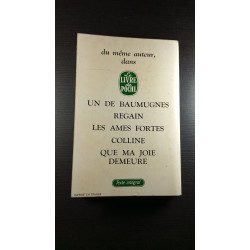 du même auteur,
dans
LE LIVRE
DE POCHE
UN DE BAUMUGNES
REGAIN
LES AMES FORTES
COLLINE
QUE MA JOIE
DEMEURE
texte intégral